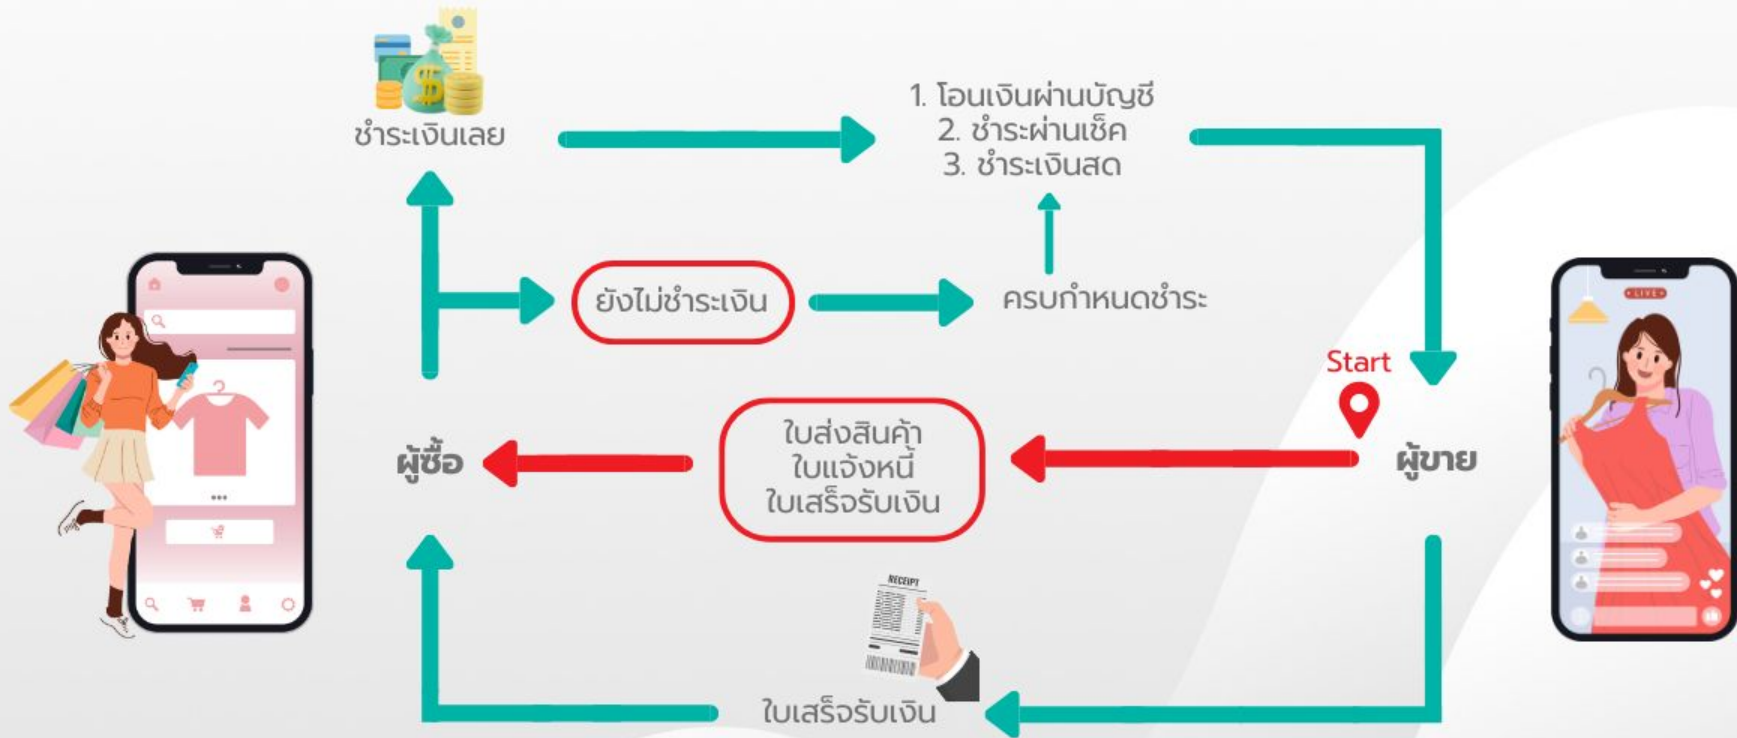 ชำระเงินเลย
1. โอนเงินผ่านบัญชี
2. ชำระผ่านเช็ค
3. ชำระเงินสด
ยังไม่ชำระเงิน
ครบกำหนดชำระ
Start
LIVE
ผู้ซื้อ
ใบส่งสินค้า
ใบแจ้งหนี้
ใบเสร็จรับเงิน
ผู้ขาย
RECEIPT
ใบเสร็จรับเงิน